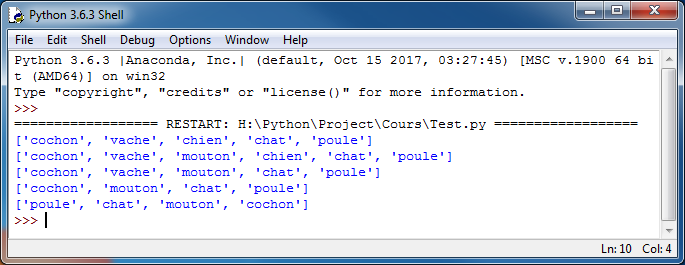 Python 3.6.3 Shell
File Edit Shell Debug Options Window Help
Python 3.6.3 |Anaconda, Inc.| (default, Oct 15 2017, 03:27:45) [MSC v.1900 64 bi
t (AMD64)] on win32
Type "copyright", "credits" or "license()" for more information.
>>>
================== RESTART: H:\Python\Project\Cours\Test.py ==================
['cochon', 'vache', 'chien', 'chat', 'poule']
['cochon', 'vache', 'mouton', 'chien', 'chat', 'poule']
['cochon', 'vache', 'mouton', 'chat', 'poule']
['cochon', 'mouton', 'chat', 'poule']
['poule', 'chat', 'mouton', 'cochon']
>>>
Ln: 10 Col: 4